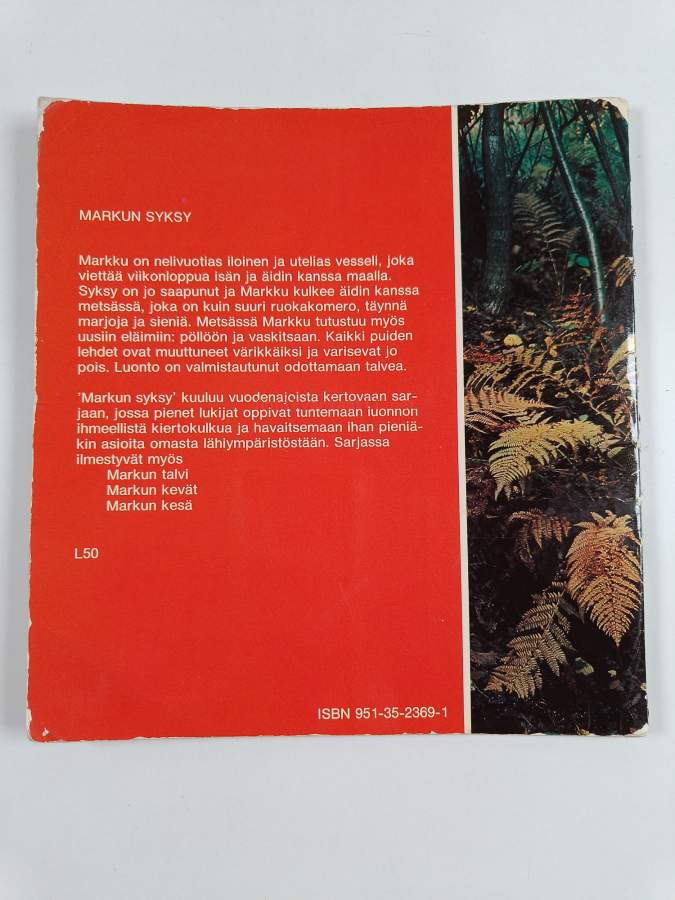 MARKUN SYKSY
Markku on nelivuotias iloinen ja utelias vesseli, joka
viettää viikonloppua isän ja äidin kanssa maalla.
Syksy on jo saapunut ja Markku kulkee äidin kanssa
metsässä, joka on kuin suuri ruokakomero, täynnä
marjoja ja sieniä. Metsässä Markku tutustuu myös
uusiin eläimiin: pöllöön ja vaskitsaan. Kaikki puiden
lehdet ovat muuttuneet värikkäiksi ja varisevat jo
pois. Luonto on valmistautunut odottamaan talvea.
'Markun syksy' kuuluu vuodenajoista kertovaan sar-
jaan, jossa pienet lukijat oppivat tuntemaan luonnon
ihmeellistä kiertokulkua ja havaitsemaan ihan pieniä-
kin asioita omasta lähiympäristöstään. Sarjassa
ilmestyvät myös
Markun talvi
Markun kevät
Markun kesä
L50
ISBN 951-35-2369-1